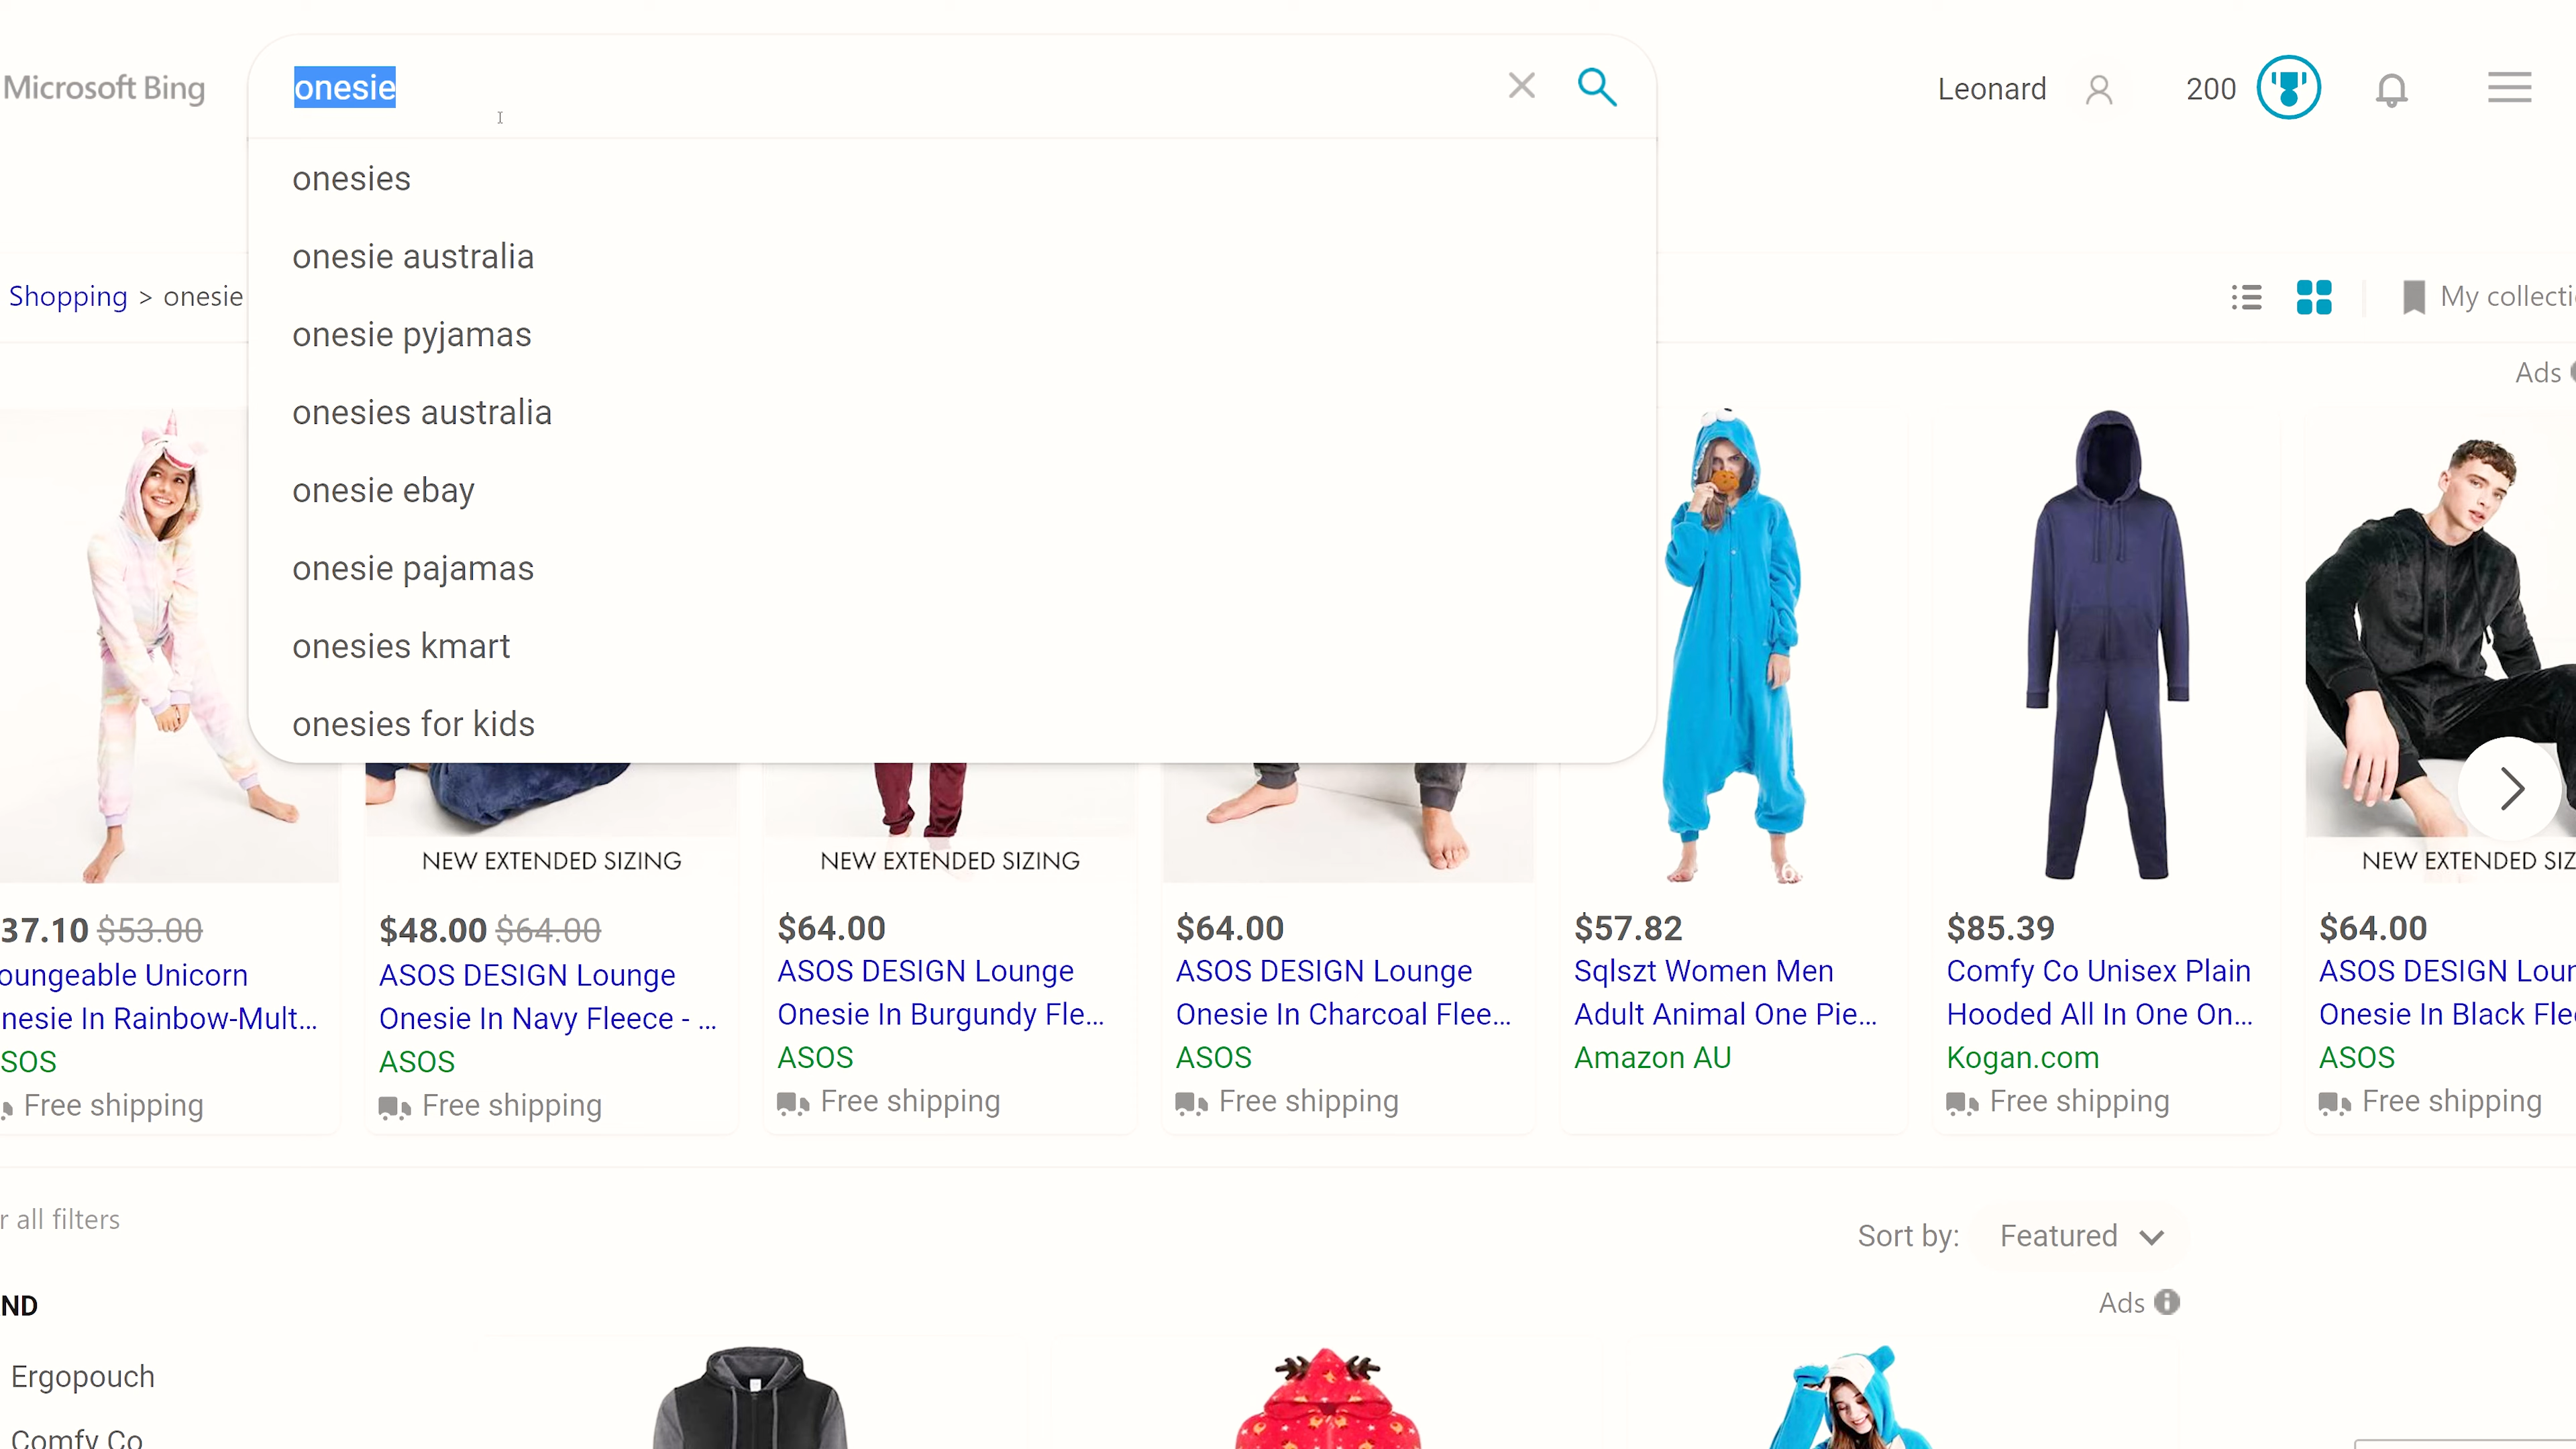 Microsoft Bing
onesie
Leonard
200
onesies
onesie australia
onesie pyjamas
onesies australia
onesie ebay
onesie pajamas
onesies kmart
onesies for kids
Shopping > onesie
My collecti
Ads
NEW EXTENDED SIZING
NEW EXTENDED SIZING
NEW EXTENDED SIZ
37.10 $53.00
oungeable Unicorn
nesie In Rainbow-Mult...
SOS
Free shipping
$48.00 $64.00
ASOS DESIGN Lounge
Onesie In Navy Fleece - ...
ASOS
Free shipping
$64.00
ASOS DESIGN Lounge
Onesie In Burgundy Fle...
ASOS
Free shipping
$64.00
ASOS DESIGN Lounge
Onesie In Charcoal Flee...
ASOS
Free shipping
$57.82
Sqlszt Women Men
Adult Animal One Pie...
Amazon AU
$85.39
Comfy Co Unisex Plain
Hooded All In One On...
Kogan.com
Free shipping
$64.00
ASOS DESIGN Loun
Onesie In Black Flee
ASOS
Free shipping
r all filters
Sort by: Featured
ND
Ads
Ergopouch
Comfy Co